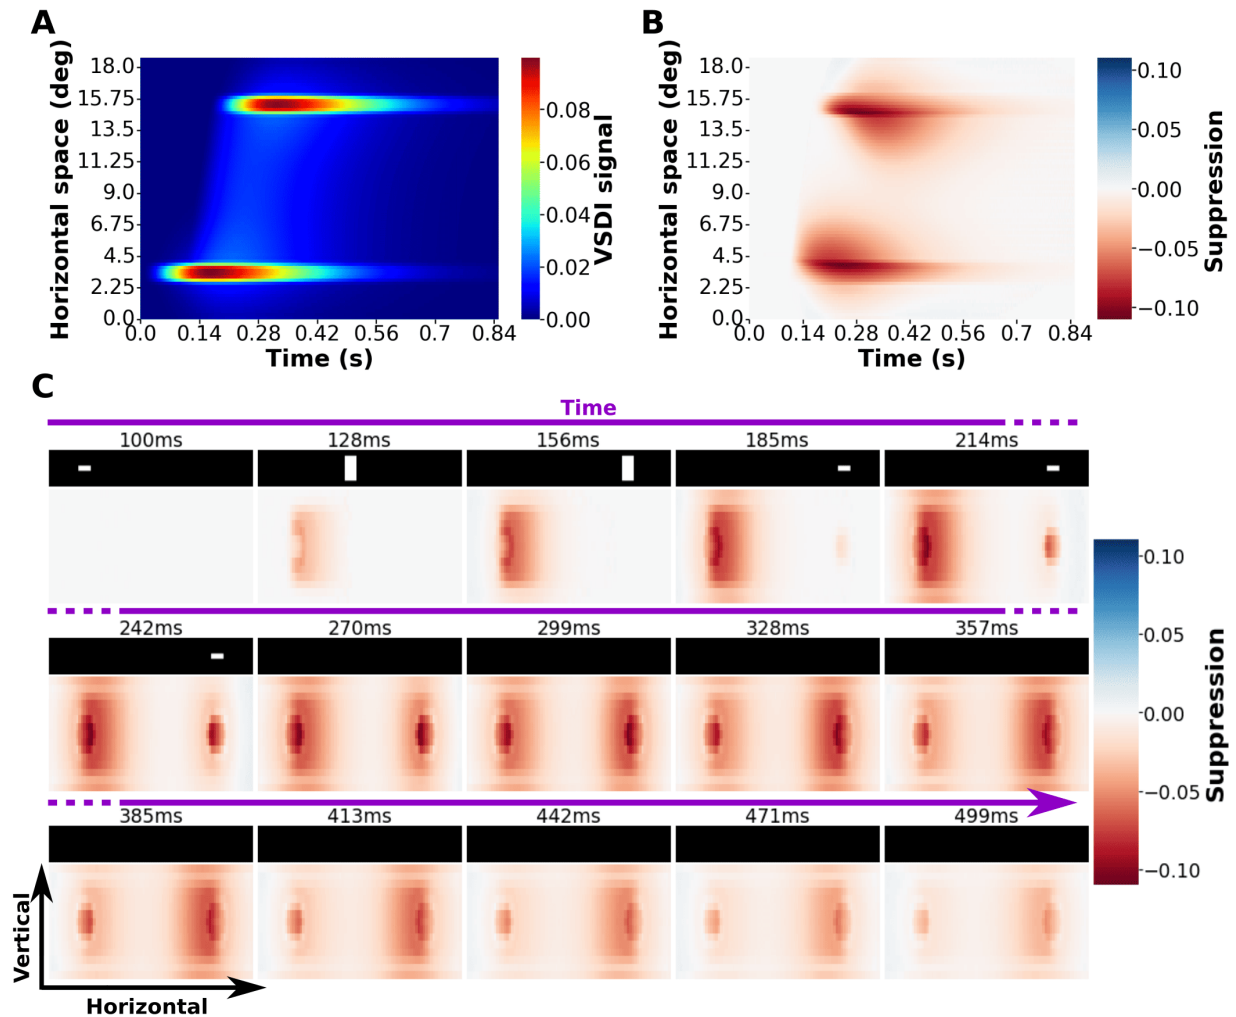 A
B
Horizontal space (deg)
18.0
15.75
13.5
11.25
9.0
6.75
4.5
2.25
0.0
0.0 0.14 0.28 0.42 0.56 0.7 0.84
Time (s)
0.08
0.06
0.04
0.02
0.00
VSDI signal
Horizontal space (deg)
18.0
15.75
13.5
11.25
9.0
6.75
4.5
2.25
0.0
0.0 0.14 0.28 0.42 0.56 0.7 0.84
Time (s)
0.10
0.05
0.00
−0.05
−0.10
Suppression
C
Time
100ms 128ms 156ms 185ms 214ms
242ms 270ms 299ms 328ms 357ms
385ms 413ms 442ms 471ms 499ms
0.10
0.05
0.00
−0.05
−0.10
Suppression
Vertical
Horizontal